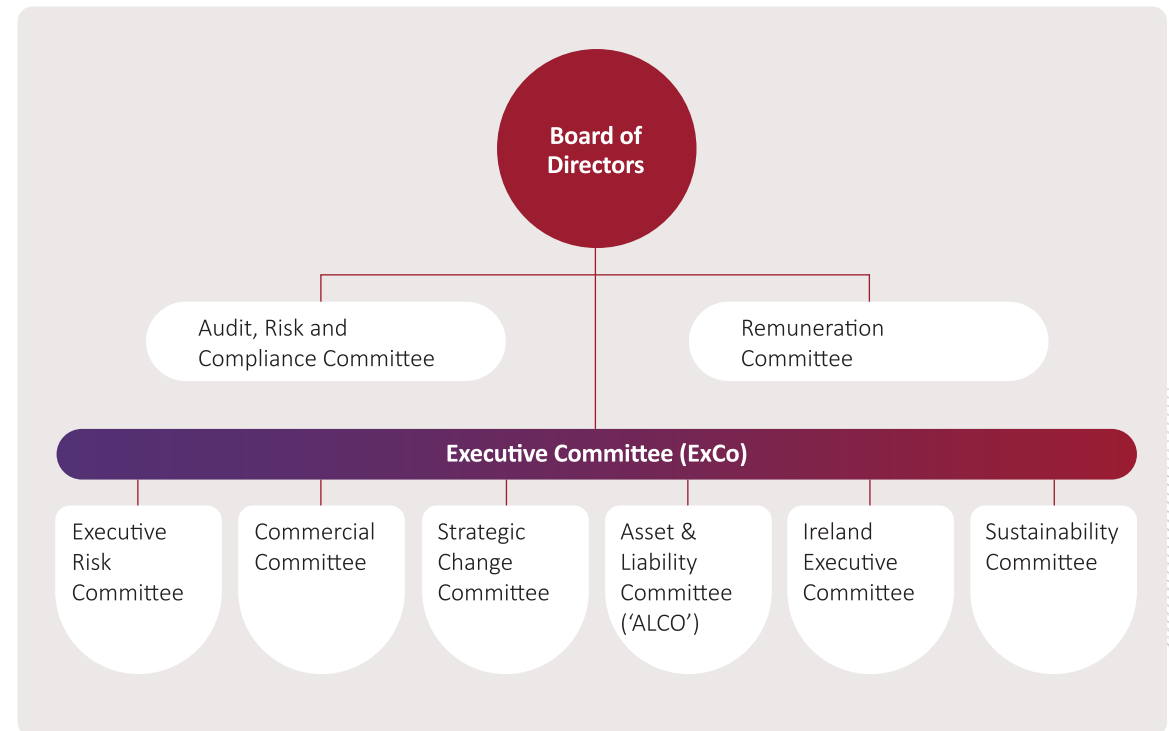 Board of
Directors
Audit, Risk and
Compliance Committee
Remuneration
Committee
Executive Committee (ExCo)
Executive
Risk
Committee
Commercial
Committee
Strategic
Change
Committee
Asset &
Liability
Committee
(‘ALCO’)
Ireland
Executive
Committee
Sustainability
Committee